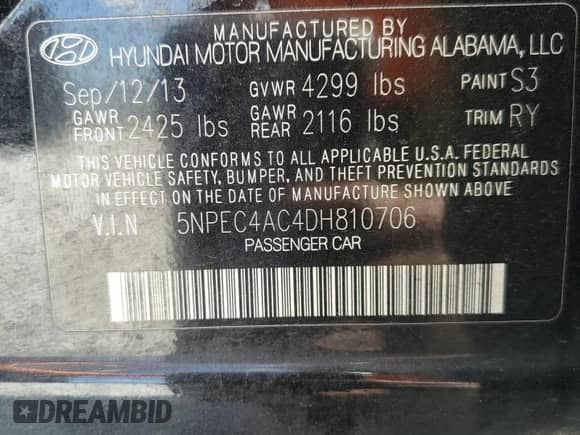 MANUFACTURED BY
HYUNDAI MOTOR MANUFACTURING ALABAMA, LLC
Sep/12/13 GVWR 4299 lbs PAINT S3
GAWR FRONT 2425 lbs GAWR REAR 2116 lbs TRIM RY
THIS VEHICLE CONFORMS TO ALL APPLICABLE U.S.A. FEDERAL
MOTOR VEHICLE SAFETY, BUMPER, AND THEFT PREVENTION STANDARDS
IN EFFECT ON THE DATE OF MANUFACTURE SHOWN ABOVE
V.I.N 5NPEC4AC4DH810706
PASSENGER CAR
DREAMBID